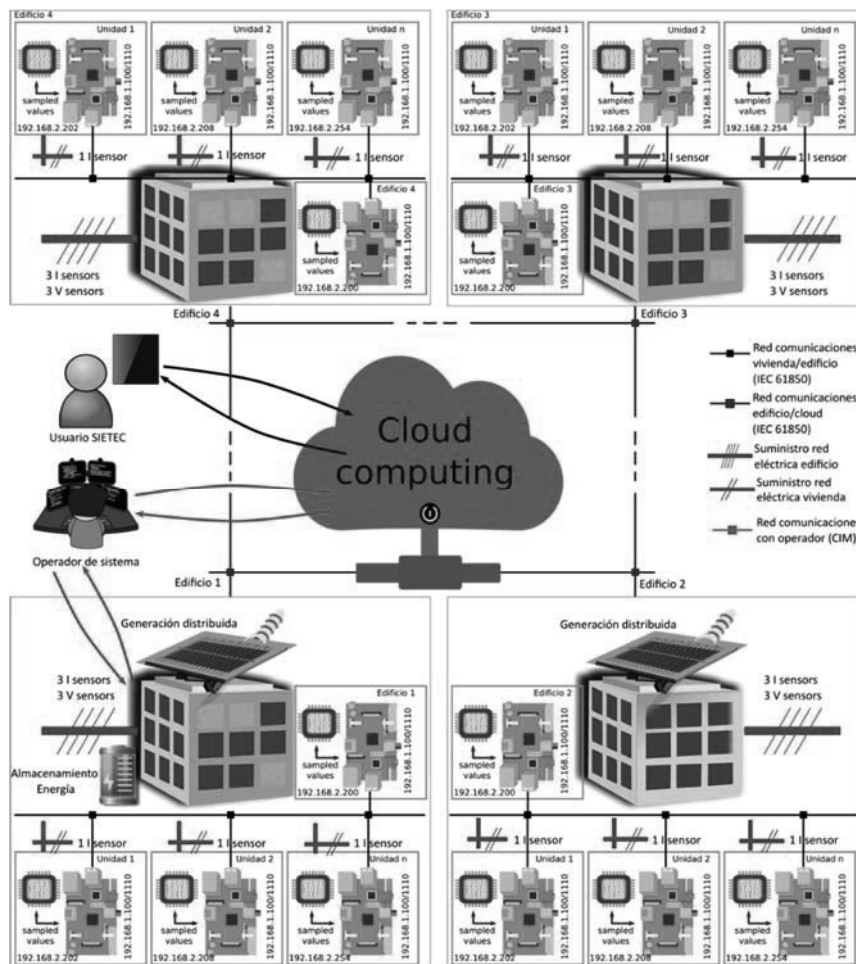 Edificio 4
Unidad 1
Unidad 2
Unidad n
sampled
values
192.168.1.100/1110
192.168.2.202
sampled
values
192.168.1.100/1110
192.168.2.208
sampled
values
192.168.1.100/1110
192.168.2.254
1 I sensor
1 I sensor
1 I sensor
Edificio 4
sampled
values
192.168.1.100/1110
192.168.2.200
3 I sensors
3 V sensors
Edificio 3
Unidad 1
Unidad 2
Unidad n
sampled
values
192.168.1.100/1110
192.168.2.202
sampled
values
192.168.1.100/1110
192.168.2.208
sampled
values
192.168.1.100/1110
192.168.2.254
1 I sensor
1 I sensor
1 I sensor
Edificio 3
sampled
values
192.168.1.100/1110
192.168.2.200
3 I sensors
3 V sensors
Edificio 4
Edificio 3
Usuario SIETEC
Cloud
computing
Operador de sistema
Edificio 1
Edificio 2
Red comunicaciones
vivienda/edificio
(IEC 61850)
Red comunicaciones
edificio/cloud
(IEC 61850)
Suministro red
eléctrica edificio
Suministro red
eléctrica vivienda
Red comunicaciones
con operador (CIM)
Generación distribuida
3 I sensors
3 V sensors
Almacenamiento
Energía
Edificio 1
sampled
values
192.168.1.100/1110
192.168.2.200
1 I sensor
1 I sensor
1 I sensor
Unidad 1
Unidad 2
Unidad n
sampled
values
192.168.1.100/1110
192.168.2.202
sampled
values
192.168.1.100/1110
192.168.2.208
sampled
values
192.168.1.100/1110
192.168.2.254
Generación distribuida
3 I sensors
3 V sensors
Edificio 2
sampled
values
192.168.1.100/1110
192.168.2.200
1 I sensor
1 I sensor
1 I sensor
Unidad 1
Unidad 2
Unidad n
sampled
values
192.168.1.100/1110
192.168.2.202
sampled
values
192.168.1.100/1110
192.168.2.208
sampled
values
192.168.1.100/1110
192.168.2.254